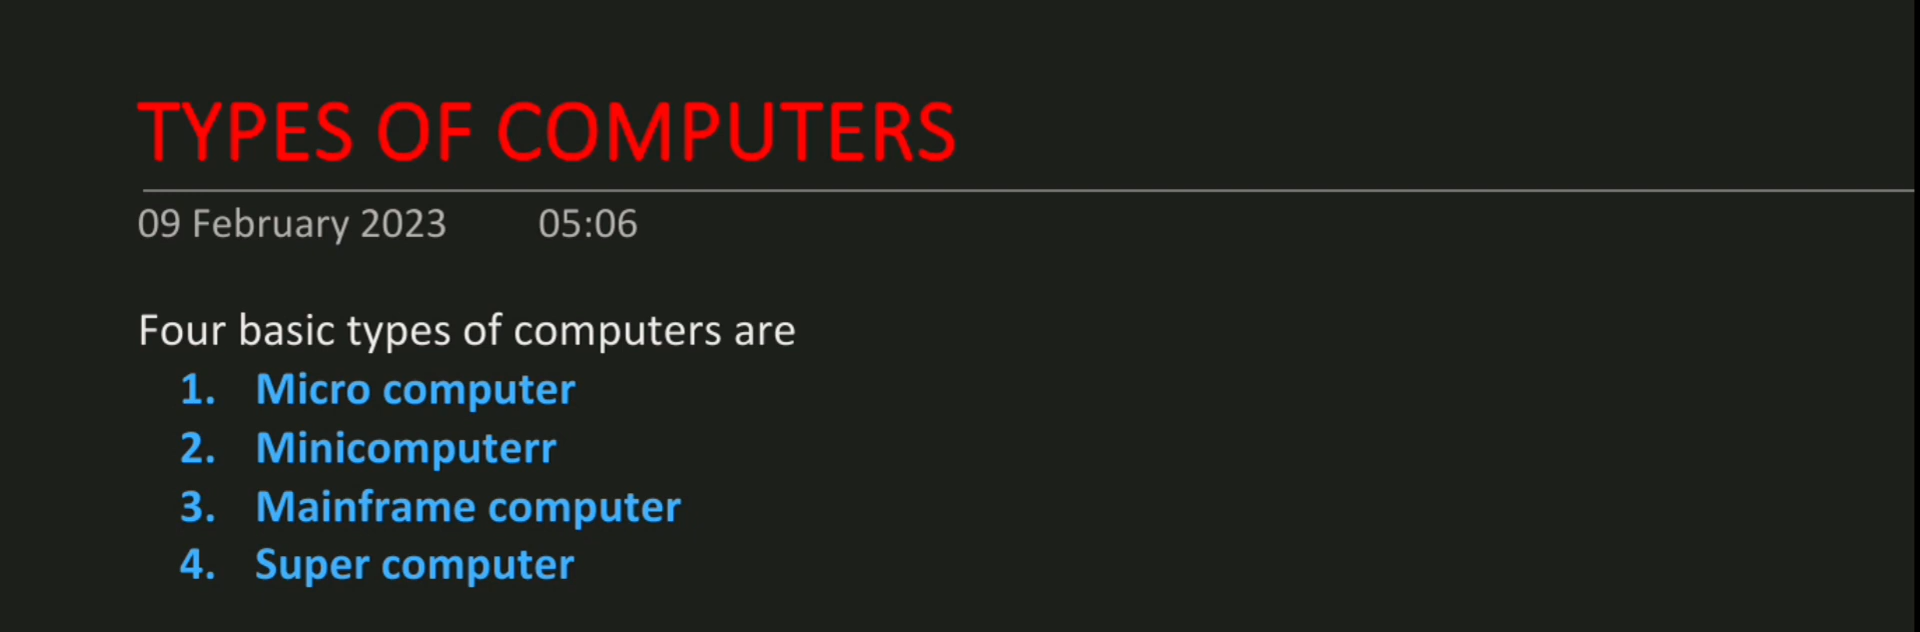 TYPES OF COMPUTERS
09 February 2023 05:06
Four basic types of computers are
1. Micro computer
2. Minicomputerr
3. Mainframe computer
4. Super computer